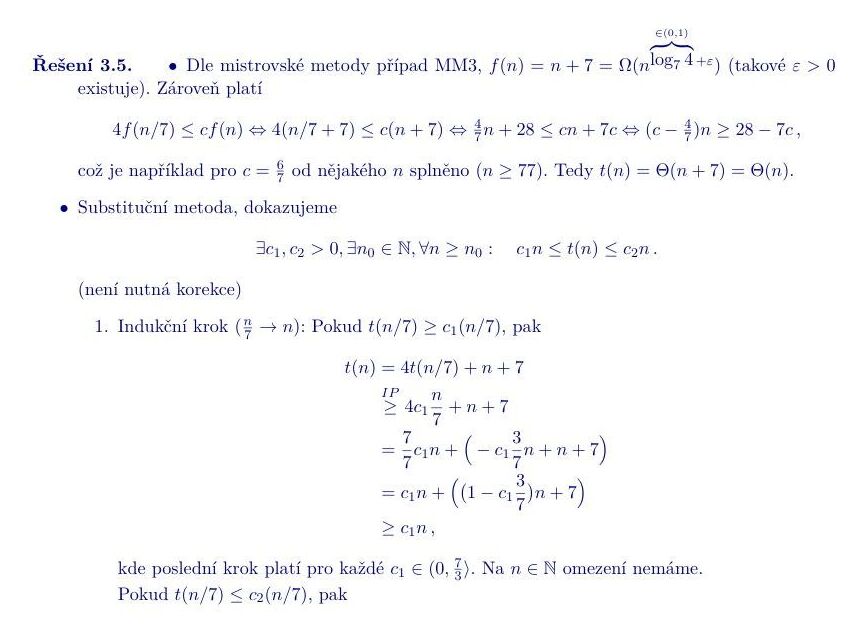 Řešení 3.5. • Dle mistrovské metody případ MM3, $f(n) = n + 7 = \Omega(n^{\overbrace{\log_7 4}^{\in(0,1)} + \varepsilon})$ (takové $\varepsilon > 0$
existuje). Zároveň platí
$4f(n/7) \leq cf(n) \Leftrightarrow 4(n/7 + 7) \leq c(n + 7) \Leftrightarrow \frac{4}{7}n + 28 \leq cn + 7c \Leftrightarrow (c - \frac{4}{7})n \geq 28 - 7c\,,$
což je například pro $c = \frac{6}{7}$ od nějakého $n$ splněno ($n \geq 77$). Tedy $t(n) = \Theta(n + 7) = \Theta(n)$.
• Substituční metoda, dokazujeme
$\exists c_1, c_2 > 0, \exists n_0 \in \mathbb{N}, \forall n \geq n_0 : \quad c_1 n \leq t(n) \leq c_2 n\,.$
(není nutná korekce)
1. Indukční krok ($\frac{n}{7} \to n$): Pokud $t(n/7) \geq c_1(n/7)$, pak
$t(n) = 4t(n/7) + n + 7$
$\overset{IP}{\geq} 4c_1\frac{n}{7} + n + 7$
$= \frac{7}{7}c_1 n + \Big( - c_1\frac{3}{7}n + n + 7\Big)$
$= c_1 n + \Big((1 - c_1\frac{3}{7})n + 7\Big)$
$\geq c_1 n\,,$
kde poslední krok platí pro každé $c_1 \in (0, \frac{7}{3}\rangle$. Na $n \in \mathbb{N}$ omezení nemáme.
Pokud $t(n/7) \leq c_2(n/7)$, pak